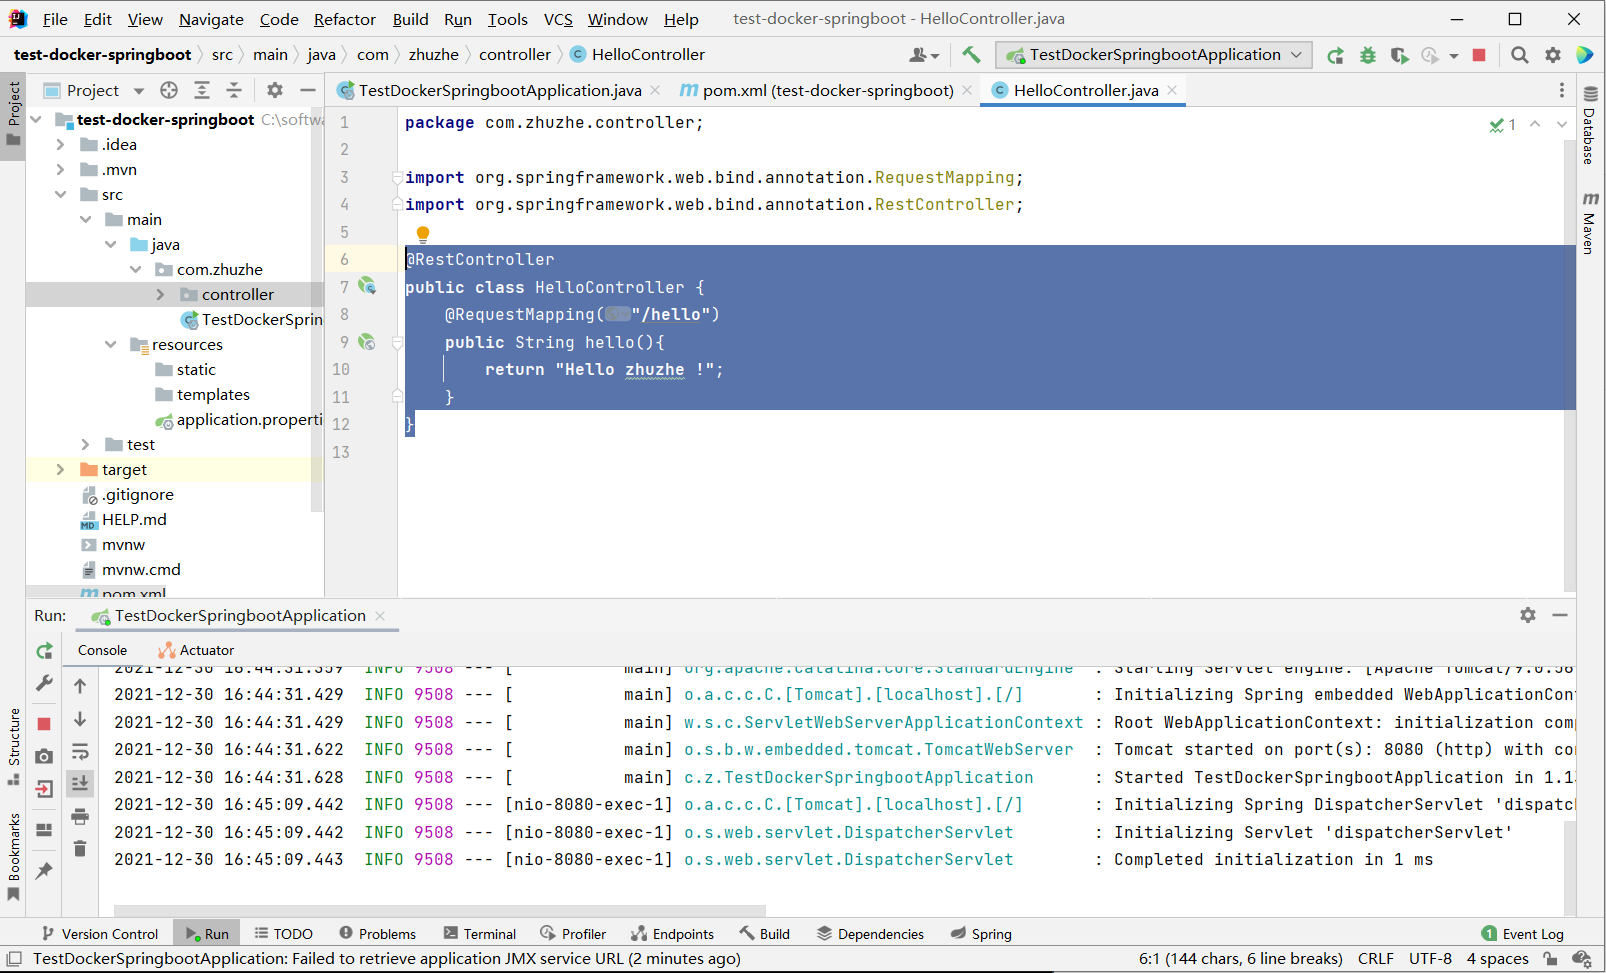 File Edit View Navigate Code Refactor Build Run Tools VCS Window Help test-docker-springboot - HelloController.java
test-docker-springboot src main java com zhuzhe controller HelloController TestDockerSpringbootApplication
Project TestDockerSpringbootApplication.java pom.xml (test-docker-springboot) HelloController.java
Project
Structure
Bookmarks
test-docker-springboot C:\softwa
.idea
.mvn
src
main
java
com.zhuzhe
controller
TestDockerSprin
resources
static
templates
application.properti
test
target
.gitignore
HELP.md
mvnw
mvnw.cmd
pom.xml
1 package com.zhuzhe.controller;
2
3 import org.springframework.web.bind.annotation.RequestMapping;
4 import org.springframework.web.bind.annotation.RestController;
5
6 @RestController
7 public class HelloController {
8 @RequestMapping("/hello")
9 public String hello(){
10 return "Hello zhuzhe !";
11 }
12 }
13
1
Database
Maven
Run: TestDockerSpringbootApplication
Console Actuator
2021-12-30 16:44:31.359 INFO 9508 --- [ main] org.apache.catalina.core.StandardEngine : Starting Servlet engine: [Apache Tomcat/9.0.56
2021-12-30 16:44:31.429 INFO 9508 --- [ main] o.a.c.c.C.[Tomcat].[localhost].[/] : Initializing Spring embedded WebApplicationCon
2021-12-30 16:44:31.429 INFO 9508 --- [ main] w.s.c.ServletWebServerApplicationContext : Root WebApplicationContext: initialization com
2021-12-30 16:44:31.622 INFO 9508 --- [ main] o.s.b.w.embedded.tomcat.TomcatWebServer : Tomcat started on port(s): 8080 (http) with co
2021-12-30 16:44:31.628 INFO 9508 --- [ main] c.z.TestDockerSpringbootApplication : Started TestDockerSpringbootApplication in 1.13
2021-12-30 16:45:09.442 INFO 9508 --- [nio-8080-exec-1] o.a.c.c.C.[Tomcat].[localhost].[/] : Initializing Spring DispatcherServlet 'dispatc
2021-12-30 16:45:09.442 INFO 9508 --- [nio-8080-exec-1] o.s.web.servlet.DispatcherServlet : Initializing Servlet 'dispatcherServlet'
2021-12-30 16:45:09.443 INFO 9508 --- [nio-8080-exec-1] o.s.web.servlet.DispatcherServlet : Completed initialization in 1 ms
Version Control Run TODO Problems Terminal Profiler Endpoints Build Dependencies Spring 1 Event Log
TestDockerSpringbootApplication: Failed to retrieve application JMX service URL (2 minutes ago) 6:1 (144 chars, 6 line breaks) CRLF UTF-8 4 spaces